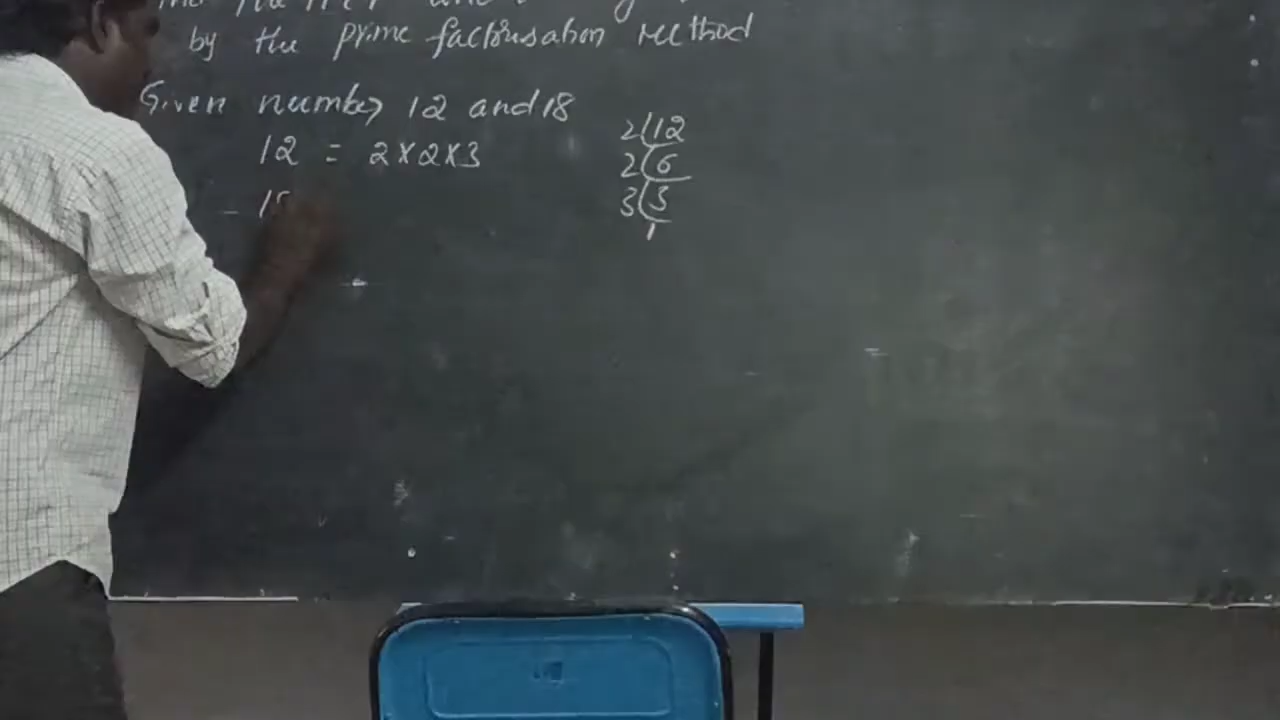 by the prime factorisation method
Given number 12 and 18
12 = 2×2×3
18
2 12
2 6
3 3
1